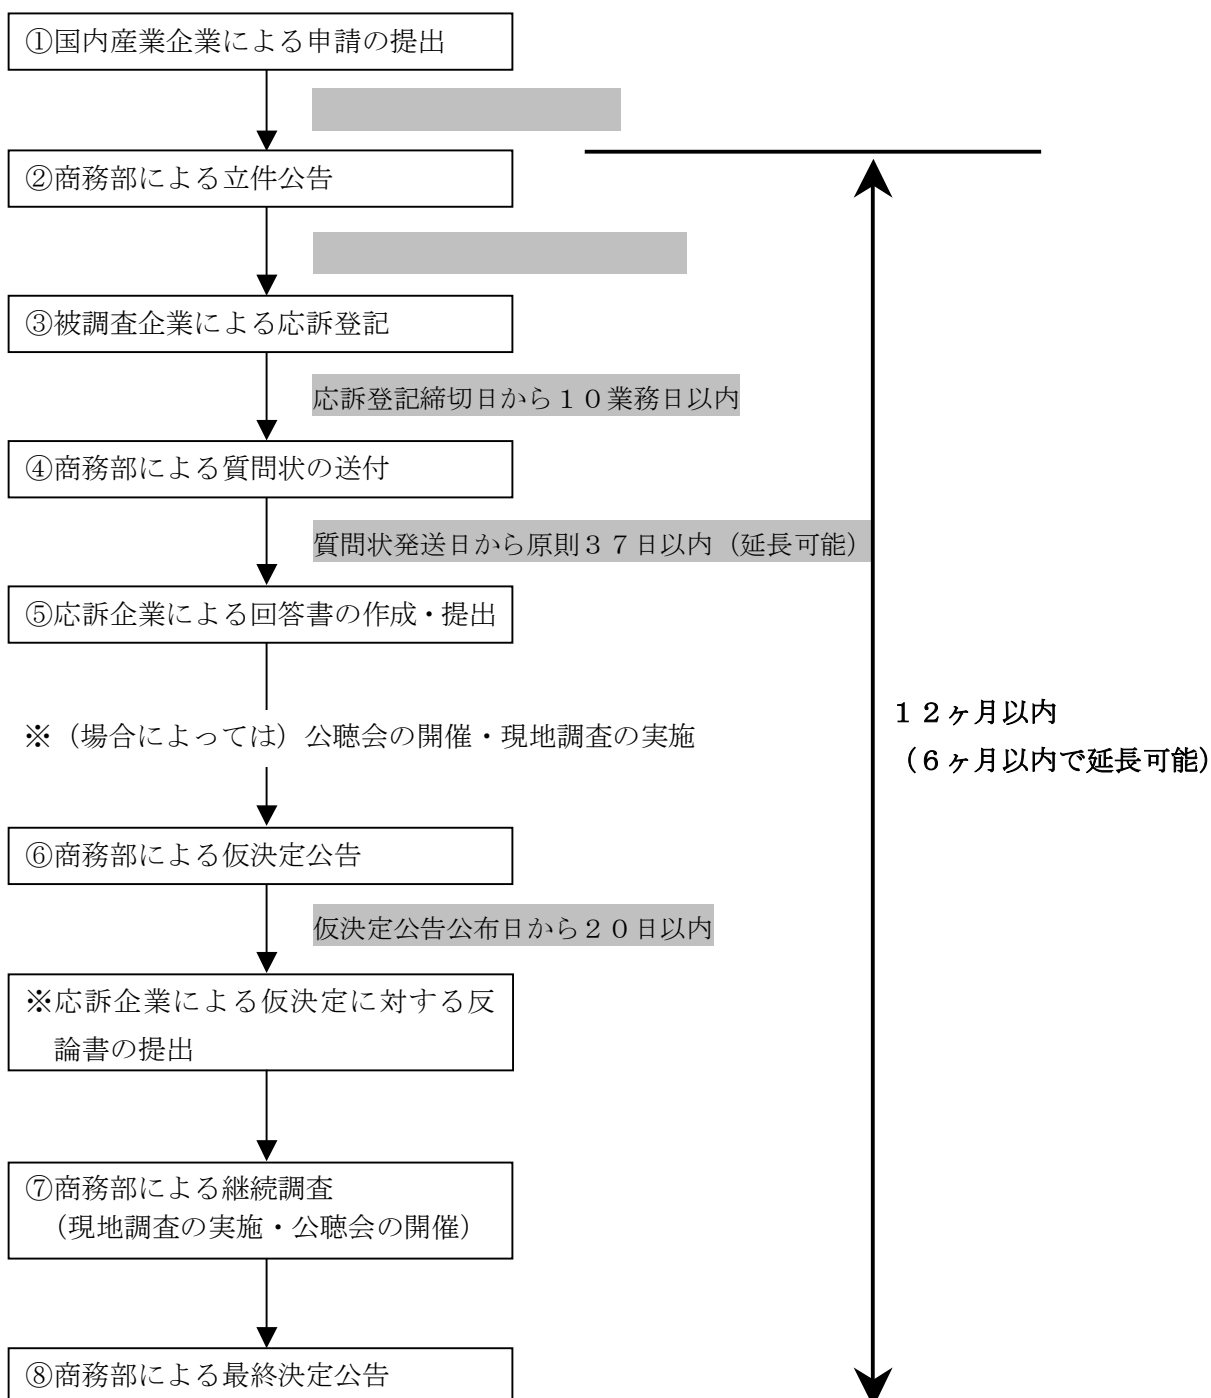 ①国内産業企業による申請の提出
②商務部による立件公告
③被調査企業による応訴登記
応訴登記締切日から１０業務日以内
④商務部による質問状の送付
質問状発送日から原則３７日以内（延長可能）
⑤応訴企業による回答書の作成・提出
※（場合によっては）公聴会の開催・現地調査の実施
１２ヶ月以内
（６ヶ月以内で延長可能）
⑥商務部による仮決定公告
仮決定公告公布日から２０日以内
※応訴企業による仮決定に対する反
論書の提出
⑦商務部による継続調査
（現地調査の実施・公聴会の開催）
⑧商務部による最終決定公告